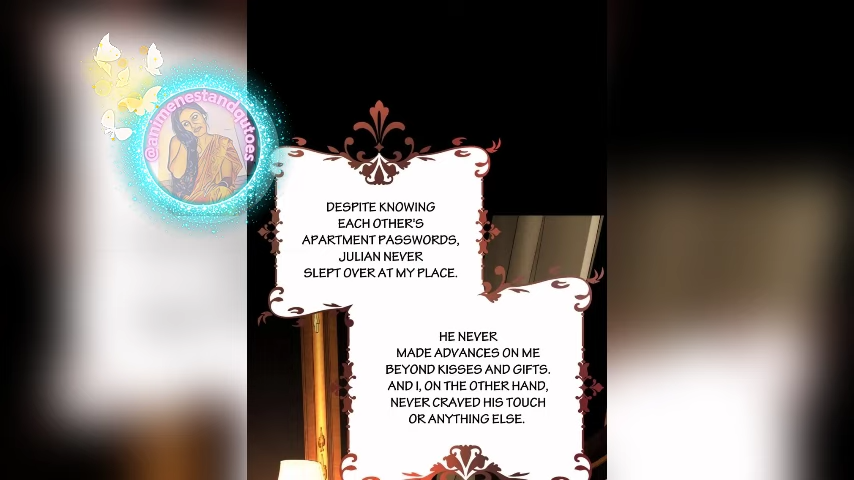 @animenestandqutoes
DESPITE KNOWING
EACH OTHER'S
APARTMENT PASSWORDS,
JULIAN NEVER
SLEPT OVER AT MY PLACE.
HE NEVER
MADE ADVANCES ON ME
BEYOND KISSES AND GIFTS.
AND I, ON THE OTHER HAND,
NEVER CRAVED HIS TOUCH
OR ANYTHING ELSE.